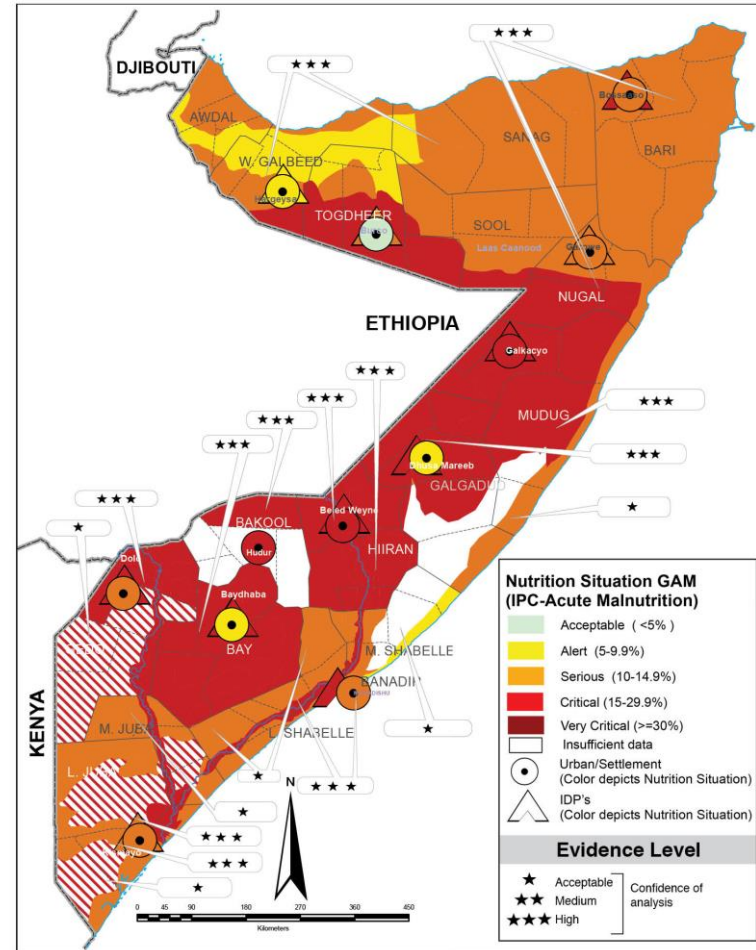 DJIBOUTI
AWDAL
W. GALBEED
Hargeysa
TOGDHEER
SANAG
BARI
SOOL
Laas Caanood
NUGAL
ETHIOPIA
Galkacyo
MUDUG
Dhusa Mareeb
GALGADUD
Beled Weyne
BAKOOL
HIIRAN
Hudur
Dolo
Baydhaba
BAY
M. SHABELLE
BANADIR
KENYA
M. JUBA
L. SHABELLE
L. JUBA
N
0 45 90 180 270 360 450
Kilometers
Nutrition Situation GAM
(IPC-Acute Malnutrition)
Acceptable ( <5% )
Alert (5-9.9%)
Serious (10-14.9%)
Critical (15-29.9%)
Very Critical (>=30%)
Insufficient data
Urban/Settlement
(Color depicts Nutrition Situation)
IDP's
(Color depicts Nutrition Situation)
Evidence Level
Acceptable
Medium
High
Confidence of
analysis